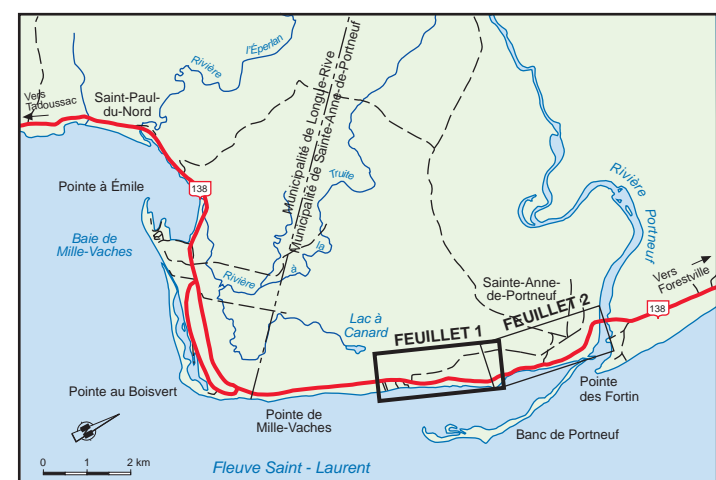 Rivière
l'Éperlan
Vers
Tadoussac
Saint-Paul-
du-Nord
Municipalité de Longue-Rive
Municipalité de Sainte-Anne-de-Portneuf
Truite
la
à
Rivière
138
Pointe à Émile
Baie de
Mille-Vaches
Rivière
Portneuf
Sainte-Anne-
de-Portneuf
Vers
Forestville
138
Lac à
Canard
FEUILLET 1
FEUILLET 2
Pointe au Boisvert
Pointe de
Mille-Vaches
Pointe
des Fortin
Banc de Portneuf
0 1 2 km
Fleuve Saint - Laurent